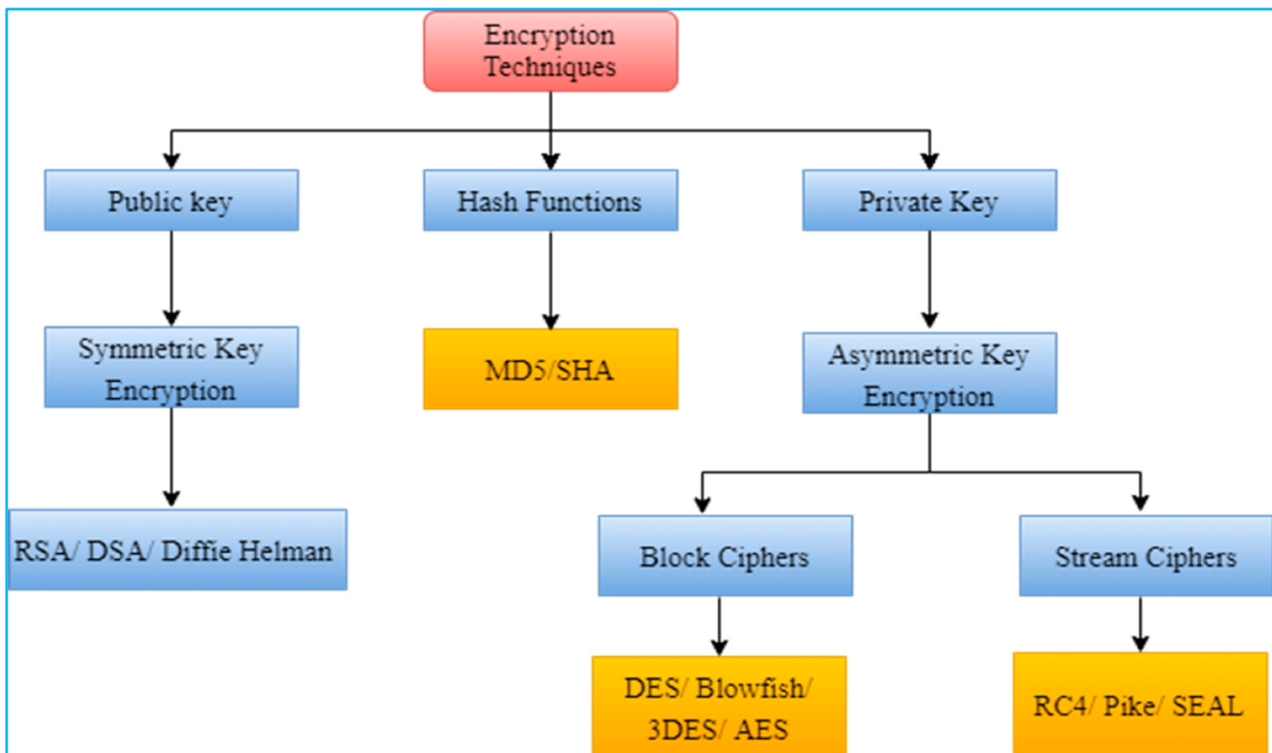 Encryption
Techniques
Public key
Hash Functions
Private Key
Symmetric Key
Encryption
MD5/SHA
Asymmetric Key
Encryption
RSA/ DSA/ Diffie Helman
Block Ciphers
Stream Ciphers
DES/ Blowfish/
3DES/ AES
RC4/ Pike/ SEAL